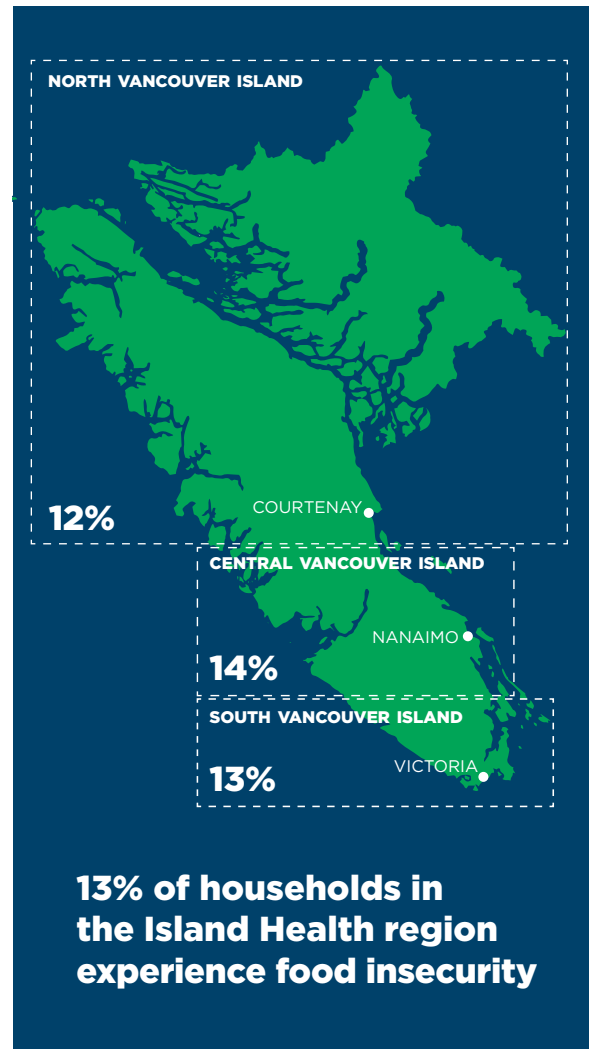 NORTH VANCOUVER ISLAND
COURTENAY
12%
CENTRAL VANCOUVER ISLAND
NANAIMO
14%
SOUTH VANCOUVER ISLAND
VICTORIA
13%
13% of households in
the Island Health region
experience food insecurity